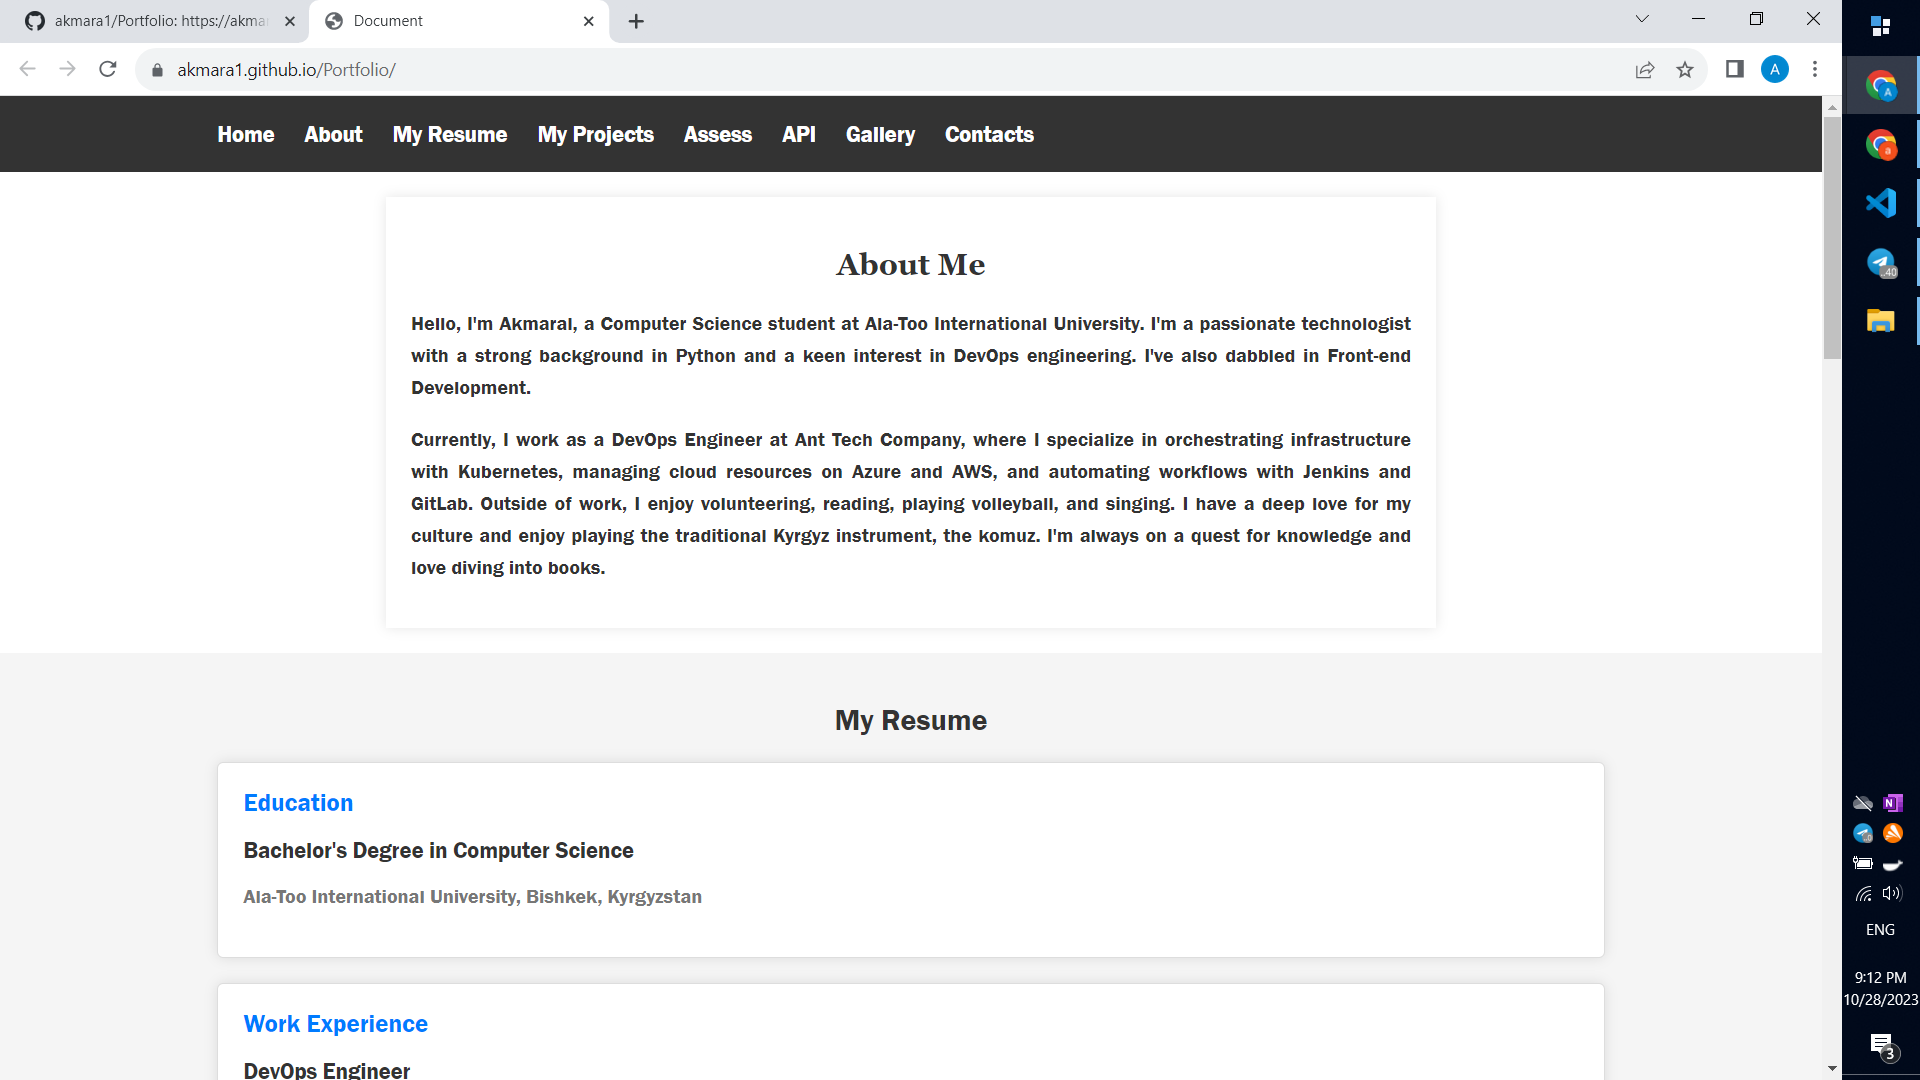 akmara1/Portfolio: https://akmar
Document
akmara1.github.io/Portfolio/
A
Home About My Resume My Projects Assess API Gallery Contacts
About Me
Hello, I'm Akmaral, a Computer Science student at Ala-Too International University. I'm a passionate technologist
with a strong background in Python and a keen interest in DevOps engineering. I've also dabbled in Front-end
Development.
Currently, I work as a DevOps Engineer at Ant Tech Company, where I specialize in orchestrating infrastructure
with Kubernetes, managing cloud resources on Azure and AWS, and automating workflows with Jenkins and
GitLab. Outside of work, I enjoy volunteering, reading, playing volleyball, and singing. I have a deep love for my
culture and enjoy playing the traditional Kyrgyz instrument, the komuz. I'm always on a quest for knowledge and
love diving into books.
My Resume
Education
Bachelor's Degree in Computer Science
Ala-Too International University, Bishkek, Kyrgyzstan
Work Experience
DevOps Engineer
A
a
..40
N
ENG
9:12 PM
10/28/2023
3